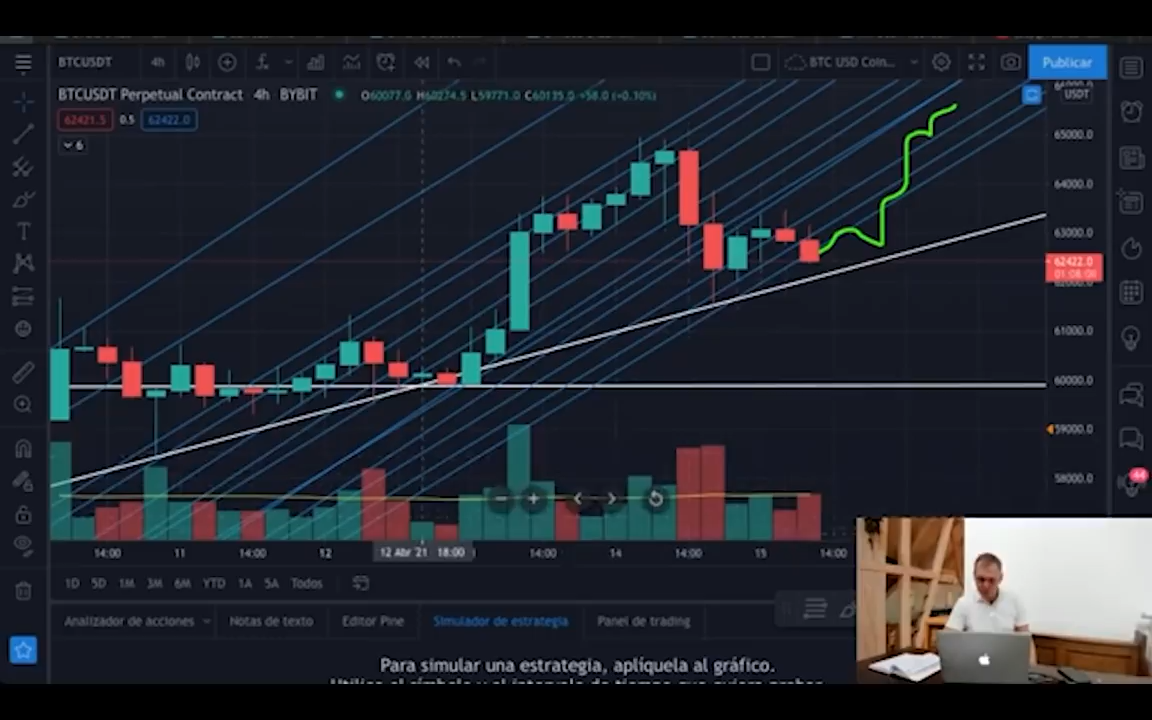 BTCUSDT 4h BTC USD Coin... Publicar
BTCUSDT Perpetual Contract 4h BYBIT O60077.0 H60274.5 L59771.0 C60135.0 +58.0 (+0.10%)
USDT
62421.5 0.5 62422.0
6
65000.0
64000.0
63000.0
62422.0
01:08:08
62000.0
61000.0
60000.0
59000.0
58000.0
14:00 11 14:00 12 12 Abr '21 18:00 14:00 14 14:00 15 14:00
1D 5D 1M 3M 6M YTD 1A 5A Todos
Analizador de acciones Notas de texto Editor Pine Simulador de estrategia Panel de trading
Para simular una estrategia, aplíquela al gráfico.